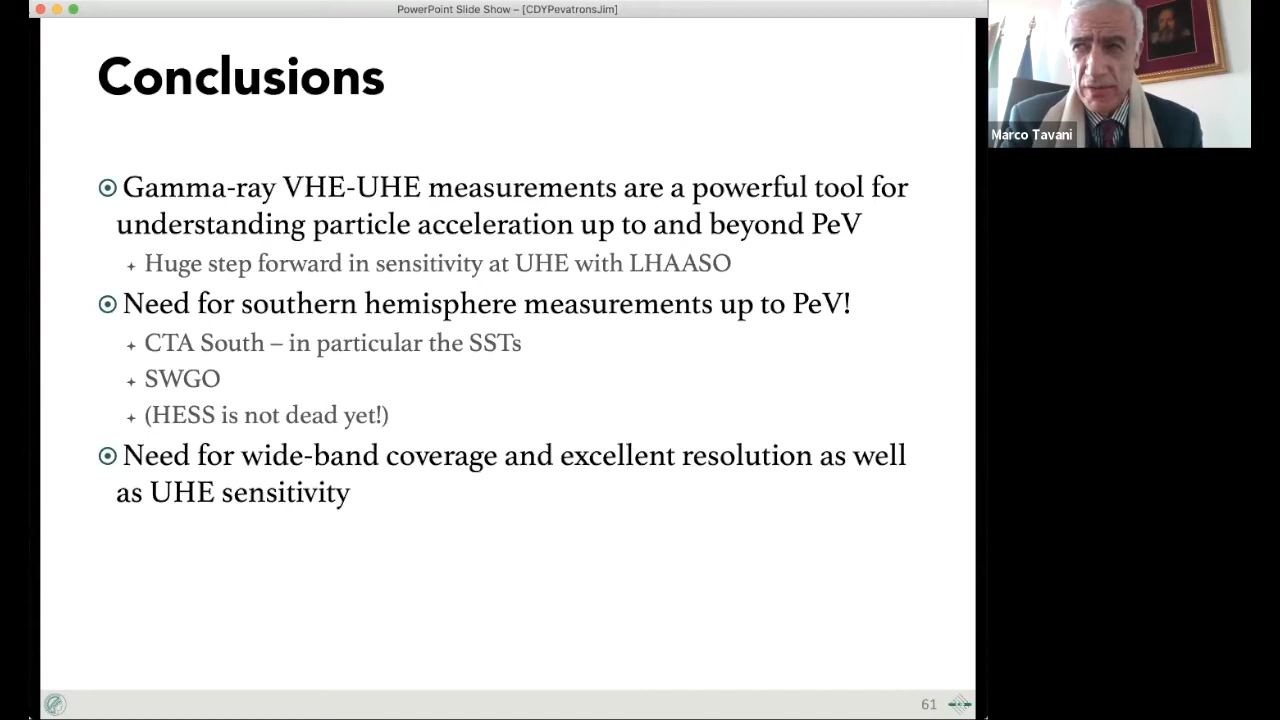 PowerPoint Slide Show – [CDYPevatronsJim]
Conclusions
Gamma-ray VHE-UHE measurements are a powerful tool for
understanding particle acceleration up to and beyond PeV
Huge step forward in sensitivity at UHE with LHAASO
Need for southern hemisphere measurements up to PeV!
CTA South – in particular the SSTs
SWGO
(HESS is not dead yet!)
Need for wide-band coverage and excellent resolution as well
as UHE sensitivity
61
Marco Tavani